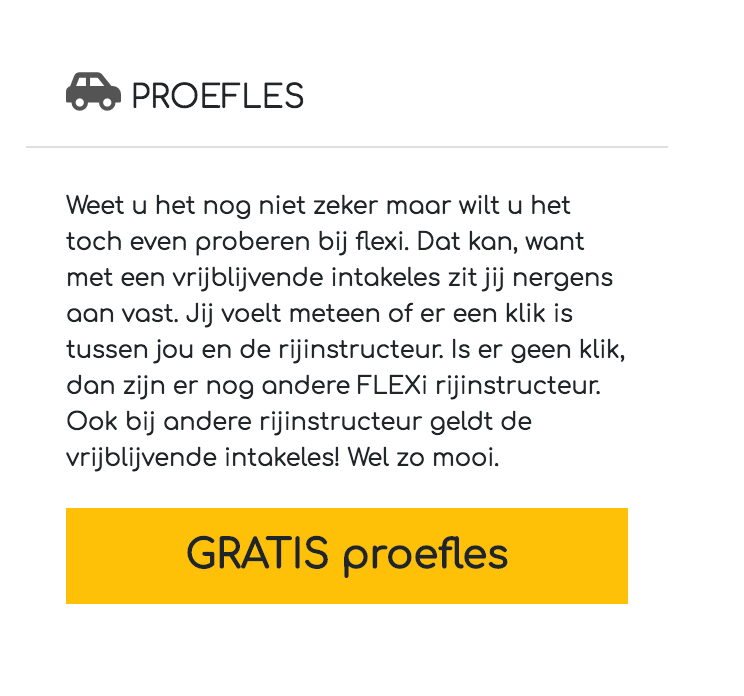 PROEFLES
Weet u het nog niet zeker maar wilt u het
toch even proberen bij flexi. Dat kan, want
met een vrijblijvende intakeles zit jij nergens
aan vast. Jij voelt meteen of er een klik is
tussen jou en de rijinstructeur. Is er geen klik,
dan zijn er nog andere FLEXi rijinstructeur.
Ook bij andere rijinstructeur geldt de
vrijblijvende intakeles! Wel zo mooi.
GRATIS proefles